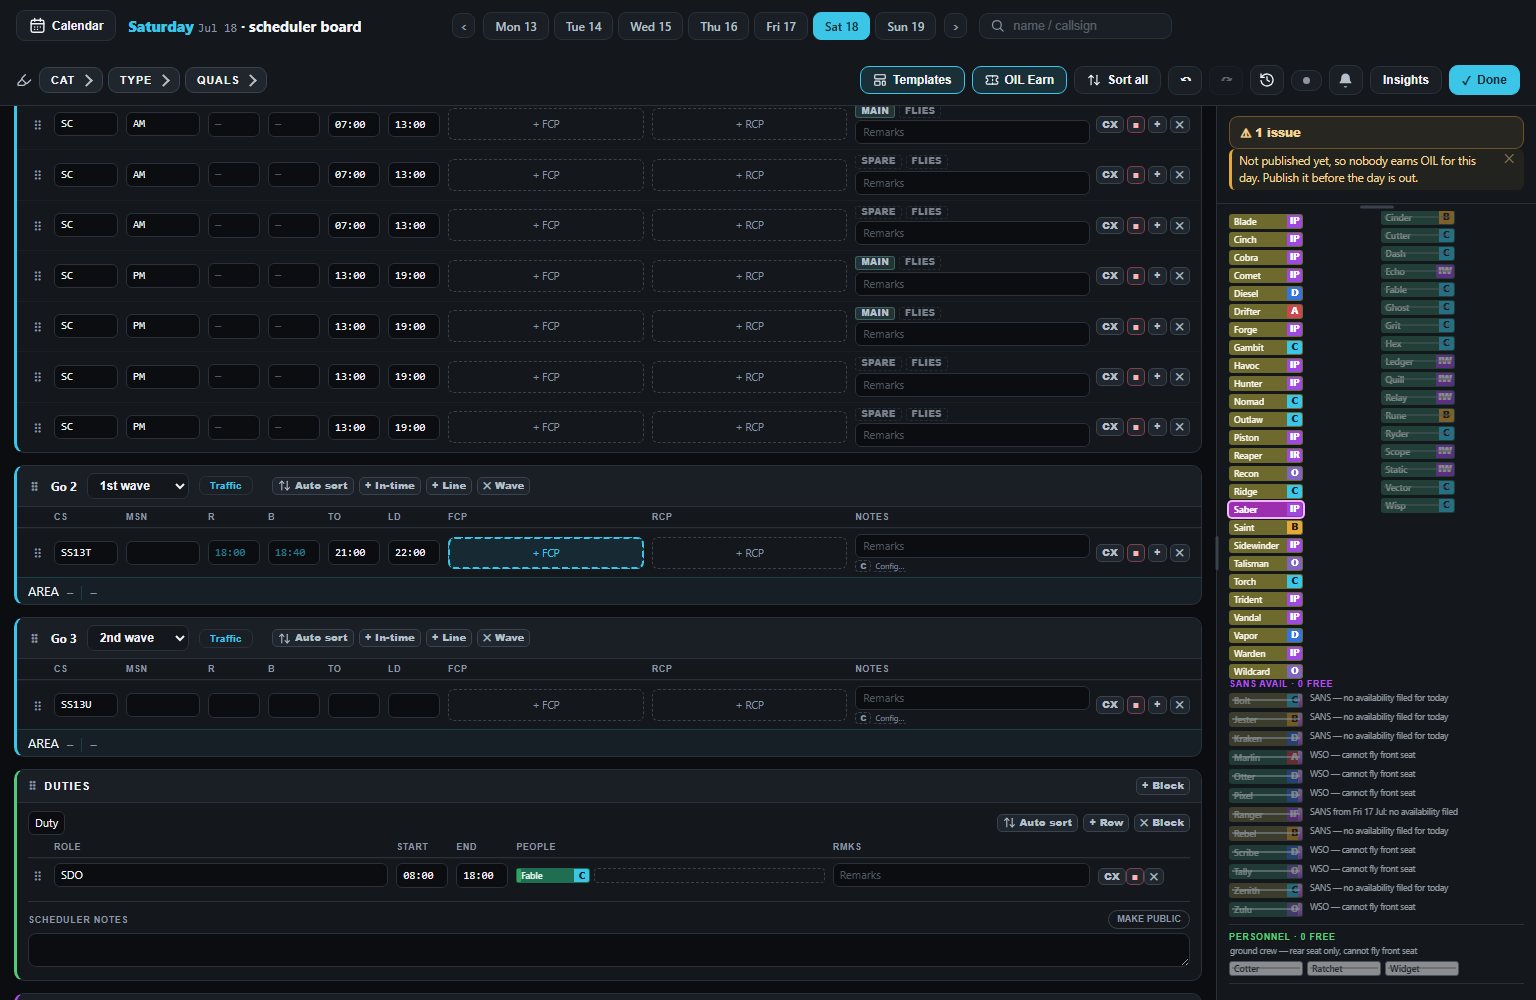 Calendar
Saturday Jul 18 · scheduler board
‹ Mon 13 Tue 14 Wed 15 Thu 16 Fri 17 Sat 18 Sun 19 ›
name / callsign
CAT TYPE QUALS
Templates OIL Earn Sort all Insights ✓ Done
SC AM – – 07:00 13:00 + FCP + RCP MAIN FLIES Remarks CX + ×
SC AM – – 07:00 13:00 + FCP + RCP SPARE FLIES Remarks CX + ×
SC AM – – 07:00 13:00 + FCP + RCP SPARE FLIES Remarks CX + ×
SC PM – – 13:00 19:00 + FCP + RCP MAIN FLIES Remarks CX + ×
SC PM – – 13:00 19:00 + FCP + RCP MAIN FLIES Remarks CX + ×
SC PM – – 13:00 19:00 + FCP + RCP SPARE FLIES Remarks CX + ×
SC PM – – 13:00 19:00 + FCP + RCP SPARE FLIES Remarks CX + ×
Go 2 1st wave Traffic Auto sort + In-time + Line × Wave
CS MSN R B TO LD FCP RCP NOTES
SS13T 18:00 18:40 21:00 22:00 + FCP + RCP Remarks CX + ×
C Config...
AREA – –
Go 3 2nd wave Traffic Auto sort + In-time + Line × Wave
CS MSN R B TO LD FCP RCP NOTES
SS13U + FCP + RCP Remarks CX + ×
C Config...
AREA – –
DUTIES + Block
Duty Auto sort + Row × Block
ROLE START END PEOPLE RMKS
SDO 08:00 18:00 Fable C Remarks CX ×
SCHEDULER NOTES MAKE PUBLIC
⚠ 1 issue
Not published yet, so nobody earns OIL for this
day. Publish it before the day is out.
Blade IP
Cinch IP
Cobra IP
Comet IP
Diesel D
Drifter A
Forge IP
Gambit C
Havoc IP
Hunter IP
Nomad C
Outlaw C
Piston IP
Reaper IR
Recon O
Ridge C
Saber IP
Saint B
Sidewinder IP
Talisman O
Torch C
Trident IP
Vandal IP
Vapor D
Warden IP
Wildcard O
Cinder B
Cutter C
Dash C
Echo
Fable C
Ghost C
Grit C
Hex C
Ledger
Quill
Relay
Rune B
Ryder C
Scope
Static
Vector C
Wisp C
SANS AVAIL · 0 FREE
Bolt C SANS — no availability filed for today
Jester B SANS — no availability filed for today
Kraken D SANS — no availability filed for today
Marlin A WSO — cannot fly front seat
Otter D WSO — cannot fly front seat
Pixel D WSO — cannot fly front seat
Ranger IP SANS from Fri 17 Jul: no availability filed
Rebel B SANS — no availability filed for today
Scribe D WSO — cannot fly front seat
Tally O WSO — cannot fly front seat
Zenith C SANS — no availability filed for today
Zulu O WSO — cannot fly front seat
PERSONNEL · 0 FREE
ground crew — rear seat only, cannot fly front seat
Cotter Ratchet Widget